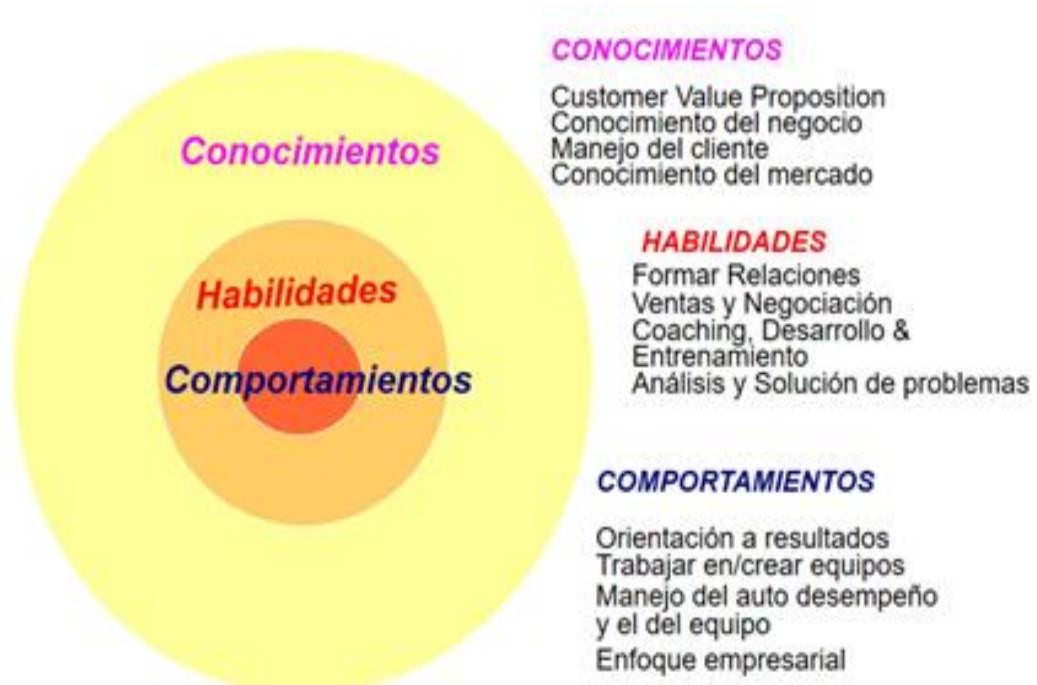 Conocimientos
Habilidades
Comportamientos
CONOCIMIENTOS
Customer Value Proposition
Conocimiento del negocio
Manejo del cliente
Conocimiento del mercado
HABILIDADES
Formar Relaciones
Ventas y Negociación
Coaching, Desarrollo &
Entrenamiento
Análisis y Solución de problemas
COMPORTAMIENTOS
Orientación a resultados
Trabajar en/crear equipos
Manejo del auto desempeño
y el del equipo
Enfoque empresarial